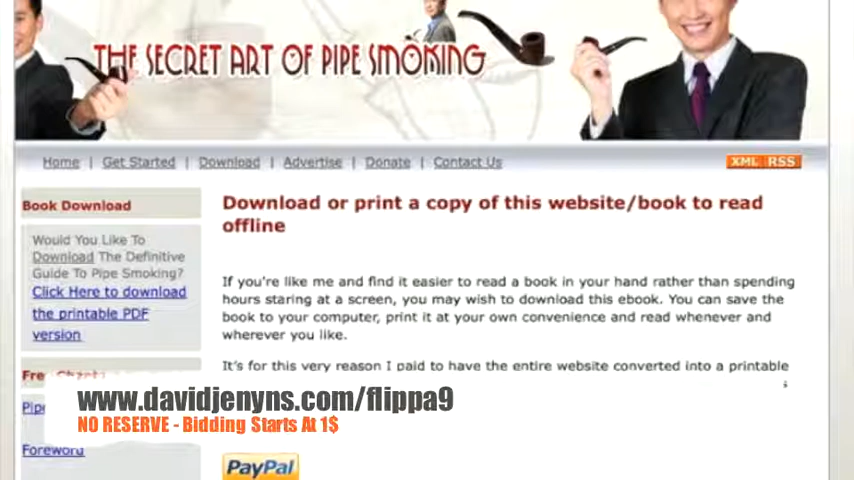 THE SECRET ART OF PIPE SMOKING
Home | Get Started | Download | Advertise | Donate | Contact Us
XML RSS
Book Download
Would You Like To
Download The Definitive
Guide To Pipe Smoking?
Click Here to download
the printable PDF
version
Download or print a copy of this website/book to read
offline
If you're like me and find it easier to read a book in your hand rather than spending
hours staring at a screen, you may wish to download this ebook. You can save the
book to your computer, print it at your own convenience and read whenever and
wherever you like.
It's for this very reason I paid to have the entire website converted into a printable
www.davidjenyns.com/flippa9
NO RESERVE - Bidding Starts At 1$
Foreword
PayPal